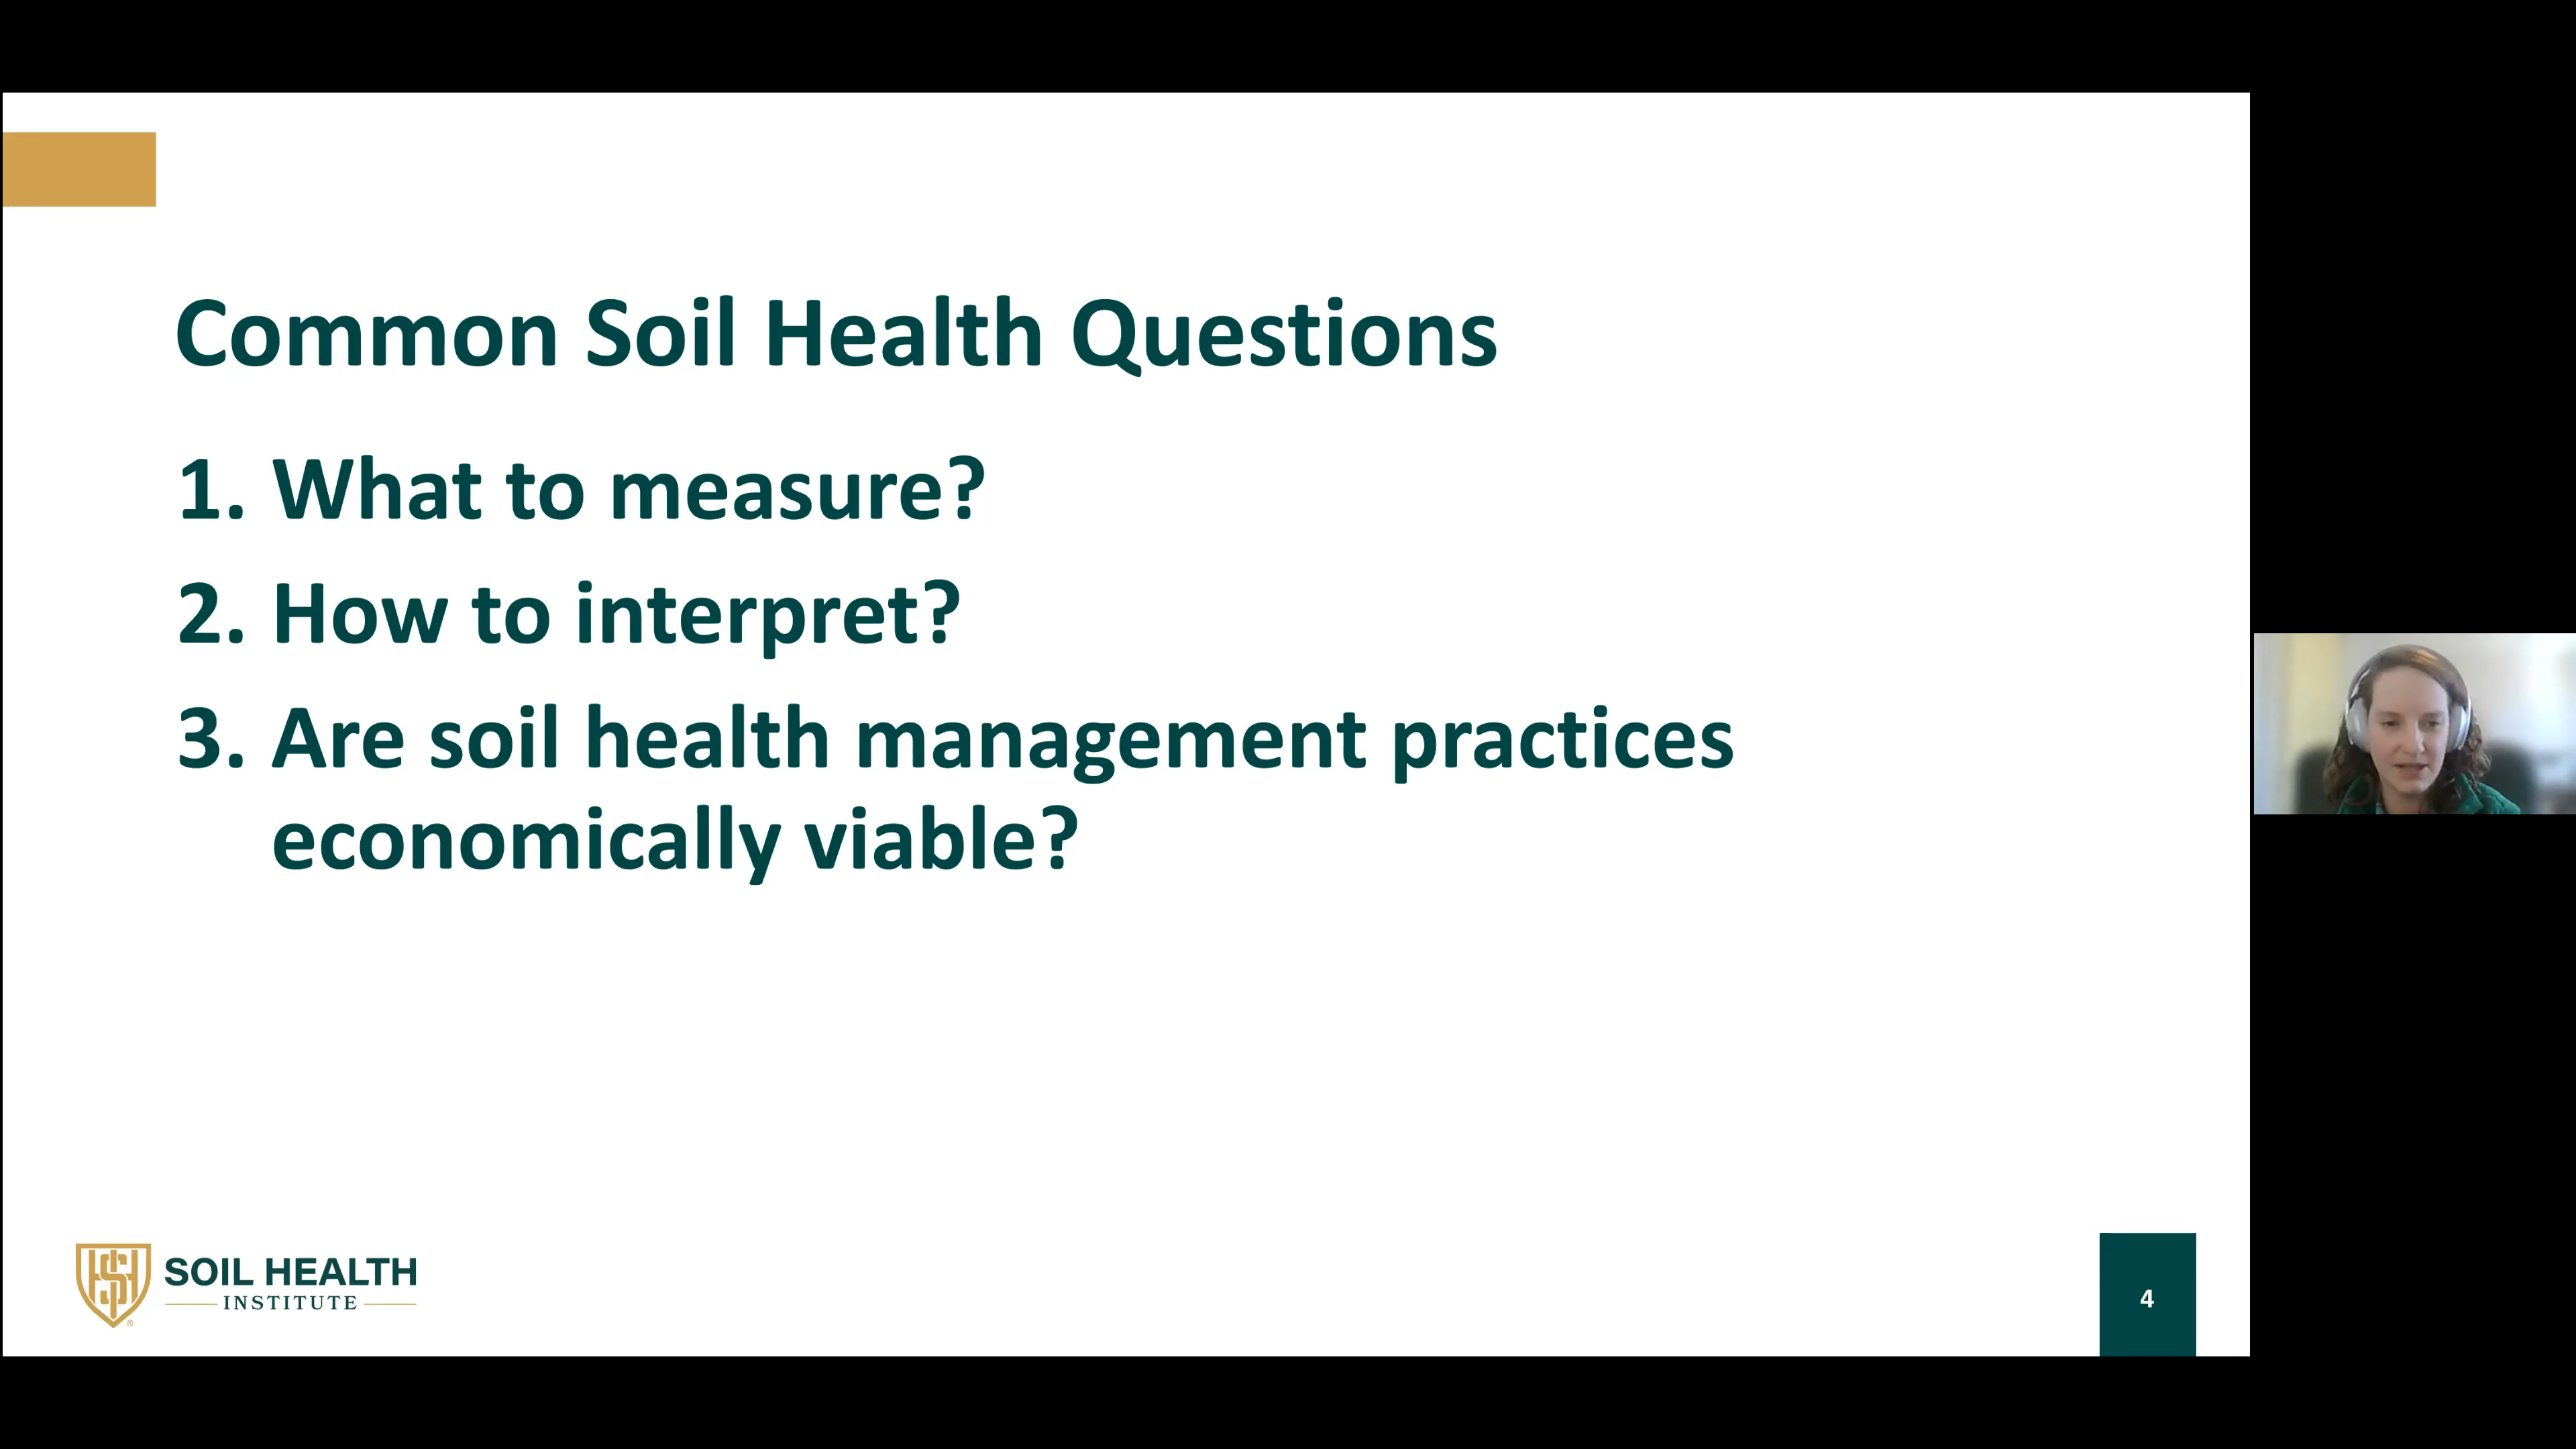 Common Soil Health Questions
1. What to measure?
2. How to interpret?
3. Are soil health management practices
economically viable?
SOIL HEALTH
INSTITUTE
4